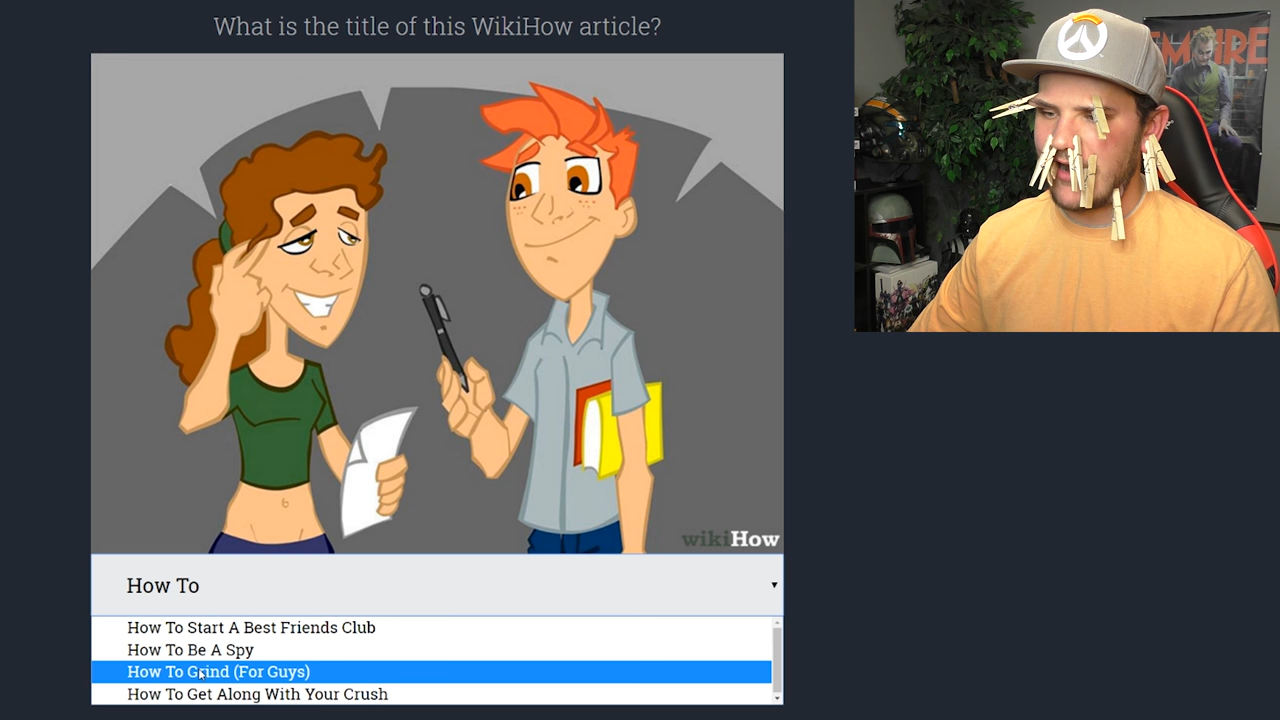 What is the title of this WikiHow article?
EMPIRE
wikiHow
How To
How To Start A Best Friends Club
How To Be A Spy
How To Grind (For Guys)
How To Get Along With Your Crush